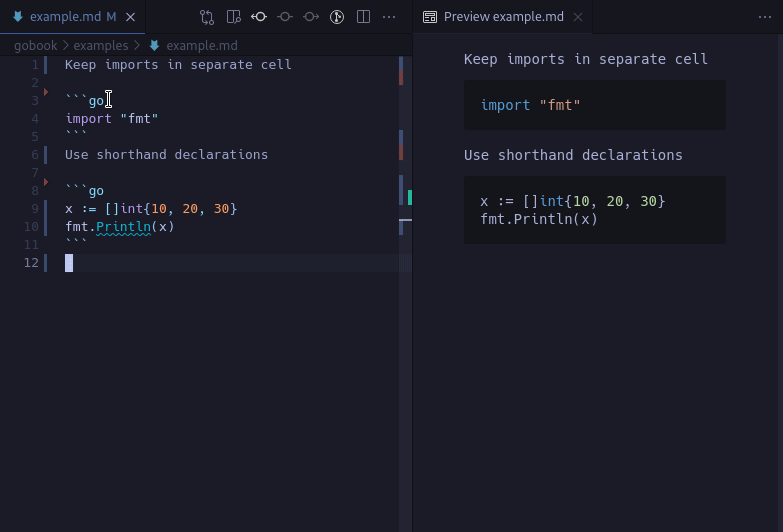 example.md M
Preview example.md
gobook > examples > example.md
1 Keep imports in separate cell
2
3 ```go
4 import "fmt"
5 ```
6 Use shorthand declarations
7
8 ```go
9 x := []int{10, 20, 30}
10 fmt.Println(x)
11 ```
12
Keep imports in separate cell
import "fmt"
Use shorthand declarations
x := []int{10, 20, 30}
fmt.Println(x)